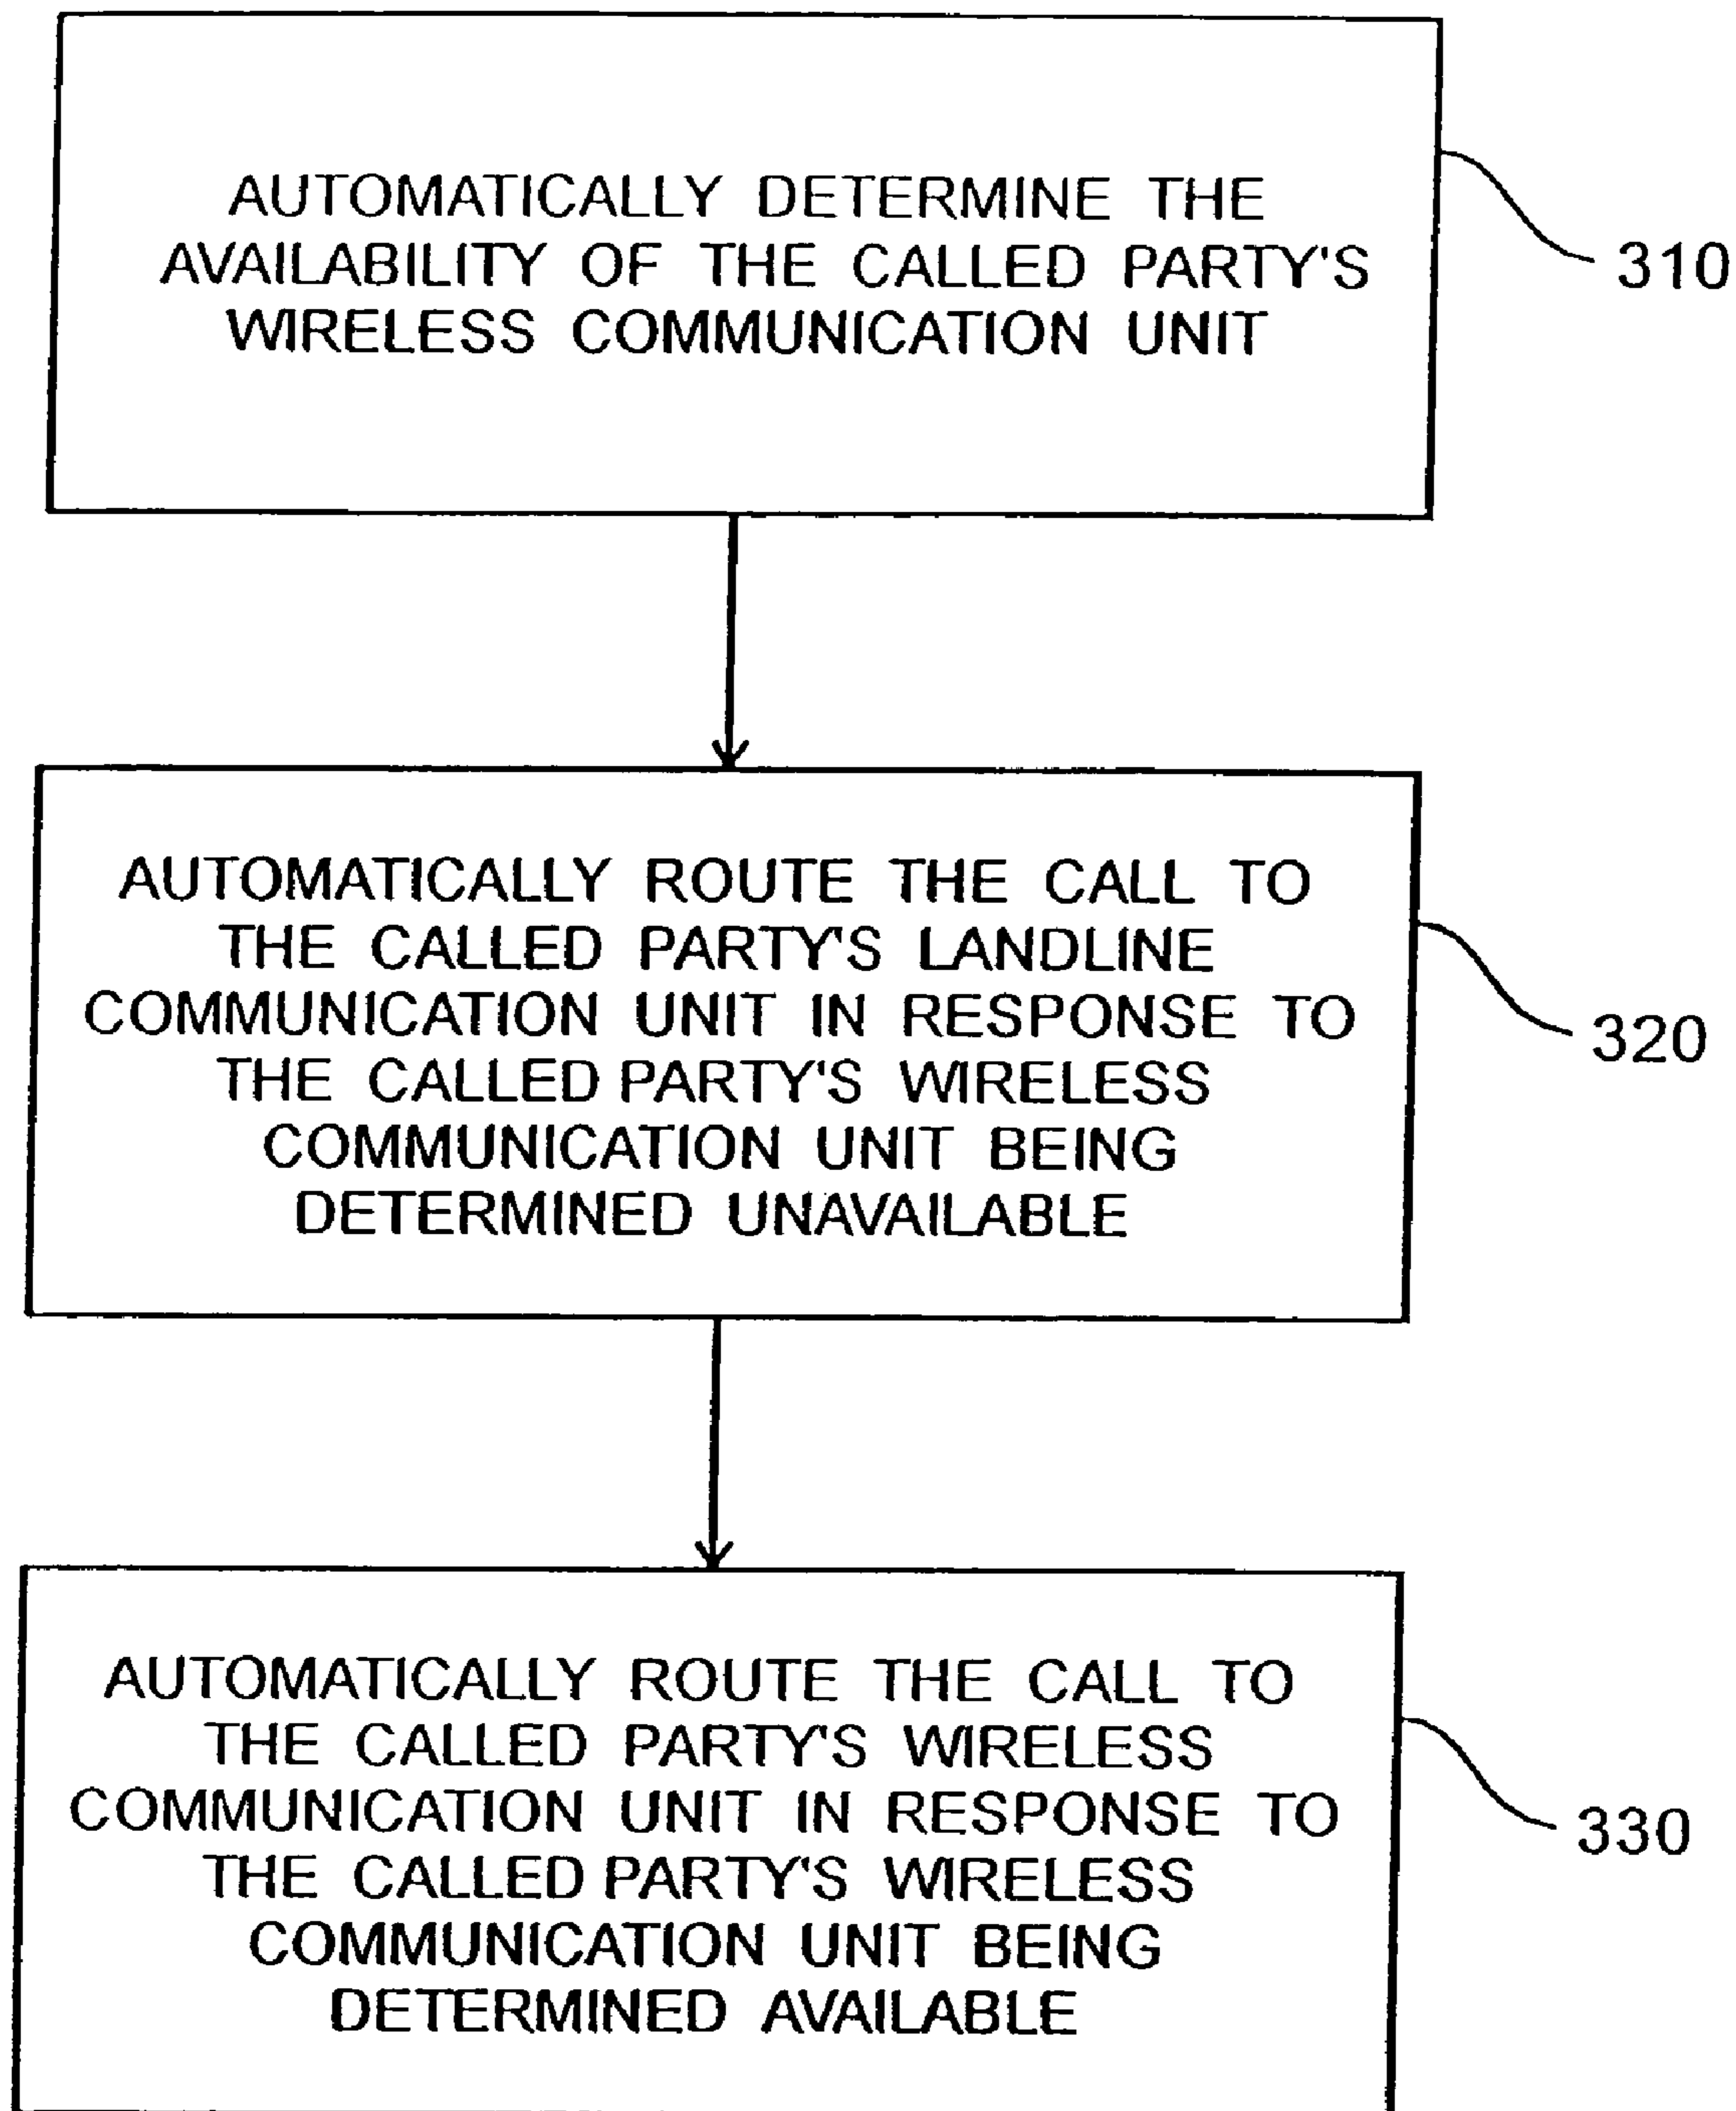 AUTOMATICALLY DETERMINE THE
AVAILABILITY OF THE CALLED PARTY'S
WIRELESS COMMUNICATION UNIT
310
AUTOMATICALLY ROUTE THE CALL TO
THE CALLED PARTY'S LANDLINE
COMMUNICATION UNIT IN RESPONSE TO
THE CALLED PARTY'S WIRELESS
COMMUNICATION UNIT BEING
DETERMINED UNAVAILABLE
320
AUTOMATICALLY ROUTE THE CALL TO
THE CALLED PARTY'S WIRELESS
COMMUNICATION UNIT IN RESPONSE TO
THE CALLED PARTY'S WIRELESS
COMMUNICATION UNIT BEING
DETERMINED AVAILABLE
330